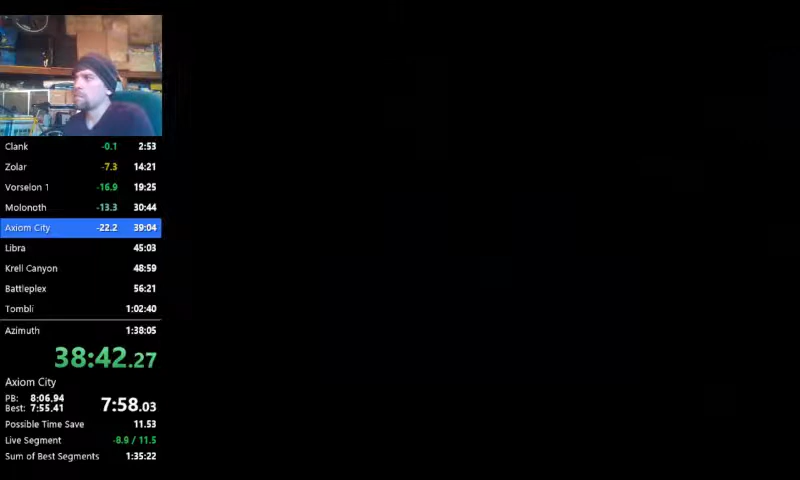 Clank -0.1 2:53
Zolar -7.3 14:21
Vorselon 1 -16.9 19:25
Molonoth -13.3 30:44
Axiom City -22.2 39:04
Libra 45:03
Krell Canyon 48:59
Battleplex 56:21
Tombli 1:02:40
Azimuth 1:38:05
38:42.27
Axiom City
PB: 8:06.94
Best: 7:55.41
7:58.03
Possible Time Save 11.53
Live Segment -8.9 / 11.5
Sum of Best Segments 1:35:22